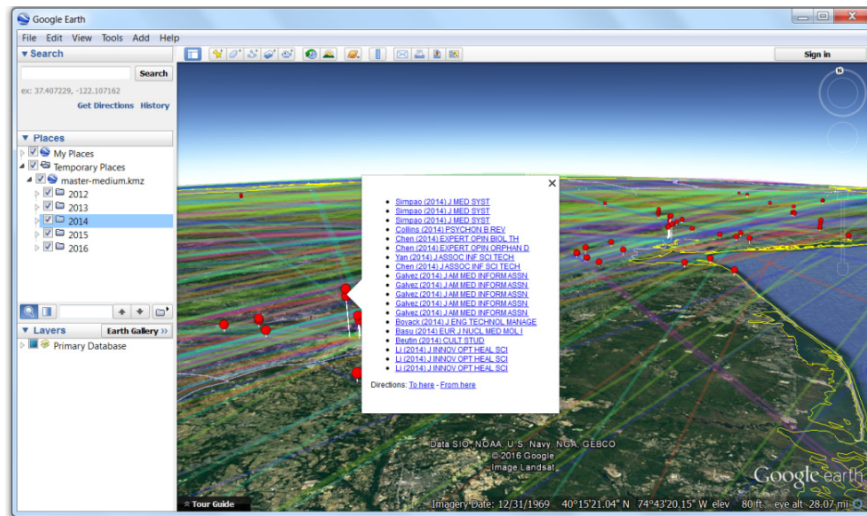 Google Earth
File Edit View Tools Add Help
Search
Search
ex: 37.407229, -122.107162
Get Directions History
Places
My Places
Temporary Places
master-medium.kmz
2012
2013
2014
2015
2016
Layers
Earth Gallery >>
Primary Database
Sign in
N
Simpao (2014) J MED SYST
Simpao (2014) J MED SYST
Simpao (2014) J MED SYST
Collins (2014) PSYCHON B REV
Chen (2014) EXPERT OPIN BIOL TH
Chen (2014) EXPERT OPIN ORPHAN D
Yan (2014) J ASSOC INF SCI TECH
Chen (2014) J ASSOC INF SCI TECH
Galvez (2014) J AM MED INFORM ASSN
Galvez (2014) J AM MED INFORM ASSN
Galvez (2014) J AM MED INFORM ASSN
Galvez (2014) J AM MED INFORM ASSN
Galvez (2014) J AM MED INFORM ASSN
Boyack (2014) J ENG TECHNOL MANAGE
Basu (2014) EUR J NUCL MED MOL I
Beutin (2014) CULT STUD
Li (2014) J INNOV OPT HEAL SCI
Li (2014) J INNOV OPT HEAL SCI
Li (2014) J INNOV OPT HEAL SCI
Directions: To here - From here
Data SIO, NOAA, U.S. Navy, NGA, GEBCO
© 2016 Google
Image Landsat
Google earth
Tour Guide
Imagery Date: 12/31/1969 40°15'21.04" N 74°43'20.15" W elev 80 ft eye alt 28.07 mi